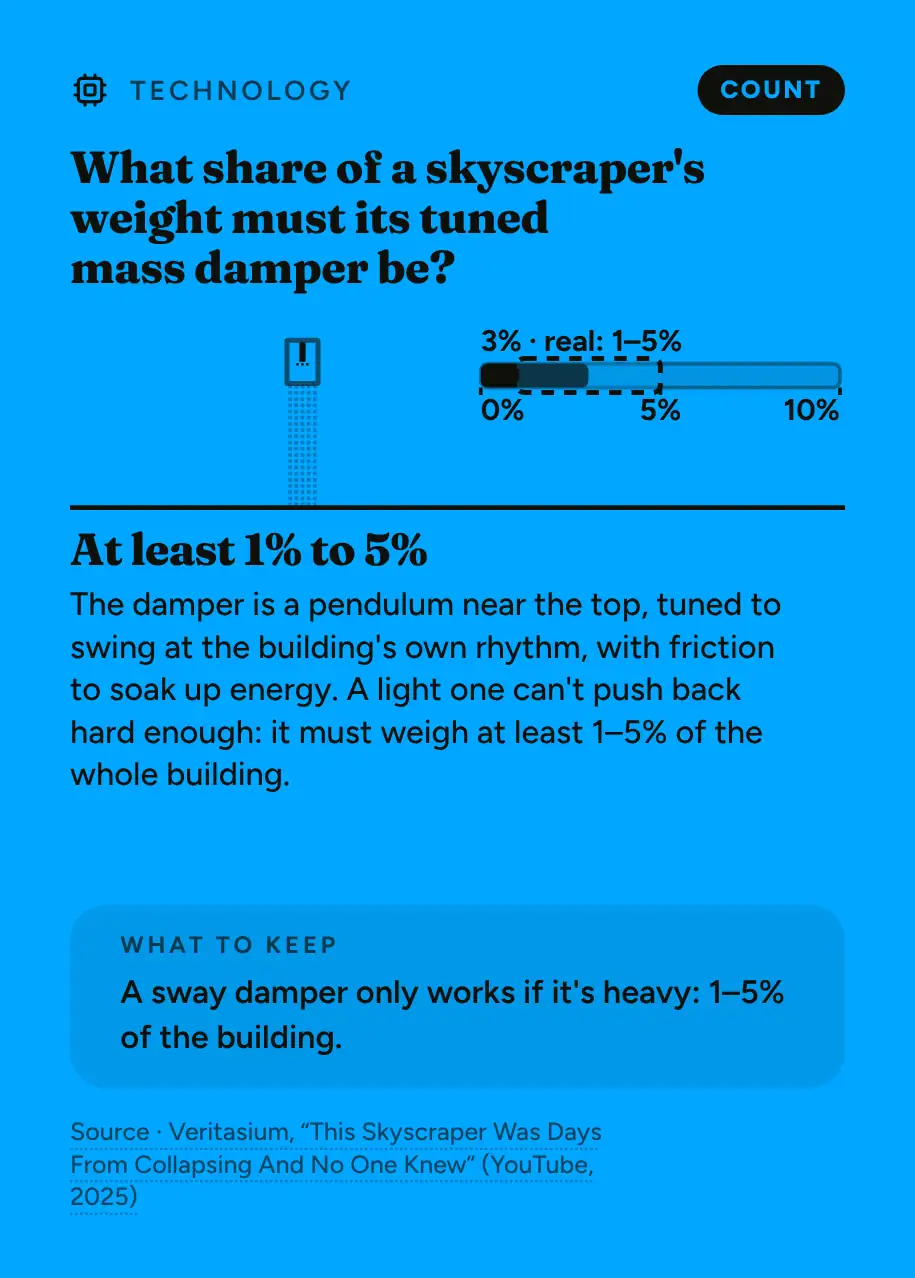 TECHNOLOGY
COUNT
What share of a skyscraper's
weight must its tuned
mass damper be?
3% · real: 1–5%
0%
5%
10%
At least 1% to 5%
The damper is a pendulum near the top, tuned to
swing at the building's own rhythm, with friction
to soak up energy. A light one can't push back
hard enough: it must weigh at least 1–5% of the
whole building.
WHAT TO KEEP
A sway damper only works if it's heavy: 1–5%
of the building.
Source · Veritasium, “This Skyscraper Was Days
From Collapsing And No One Knew” (YouTube,
2025)